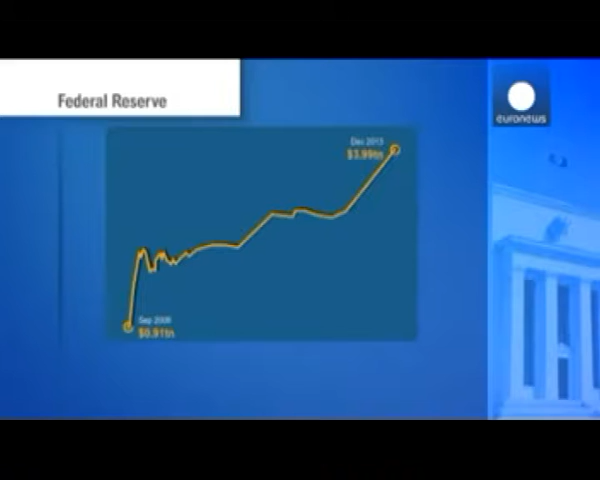 Federal Reserve
euronews
Dec 2013
$3.99tn
Sep 2008
$0.91tn